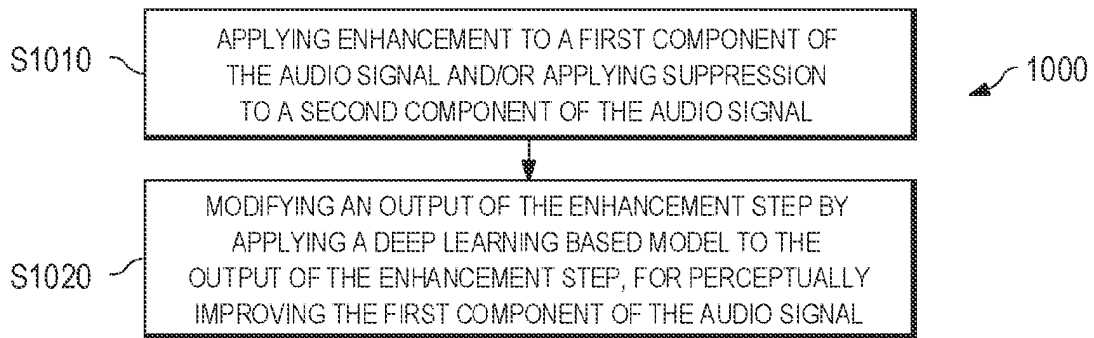 S1010
APPLYING ENHANCEMENT TO A FIRST COMPONENT OF
THE AUDIO SIGNAL AND/OR APPLYING SUPPRESSION
TO A SECOND COMPONENT OF THE AUDIO SIGNAL
1000
S1020
MODIFYING AN OUTPUT OF THE ENHANCEMENT STEP BY
APPLYING A DEEP LEARNING BASED MODEL TO THE
OUTPUT OF THE ENHANCEMENT STEP, FOR PERCEPTUALLY
IMPROVING THE FIRST COMPONENT OF THE AUDIO SIGNAL